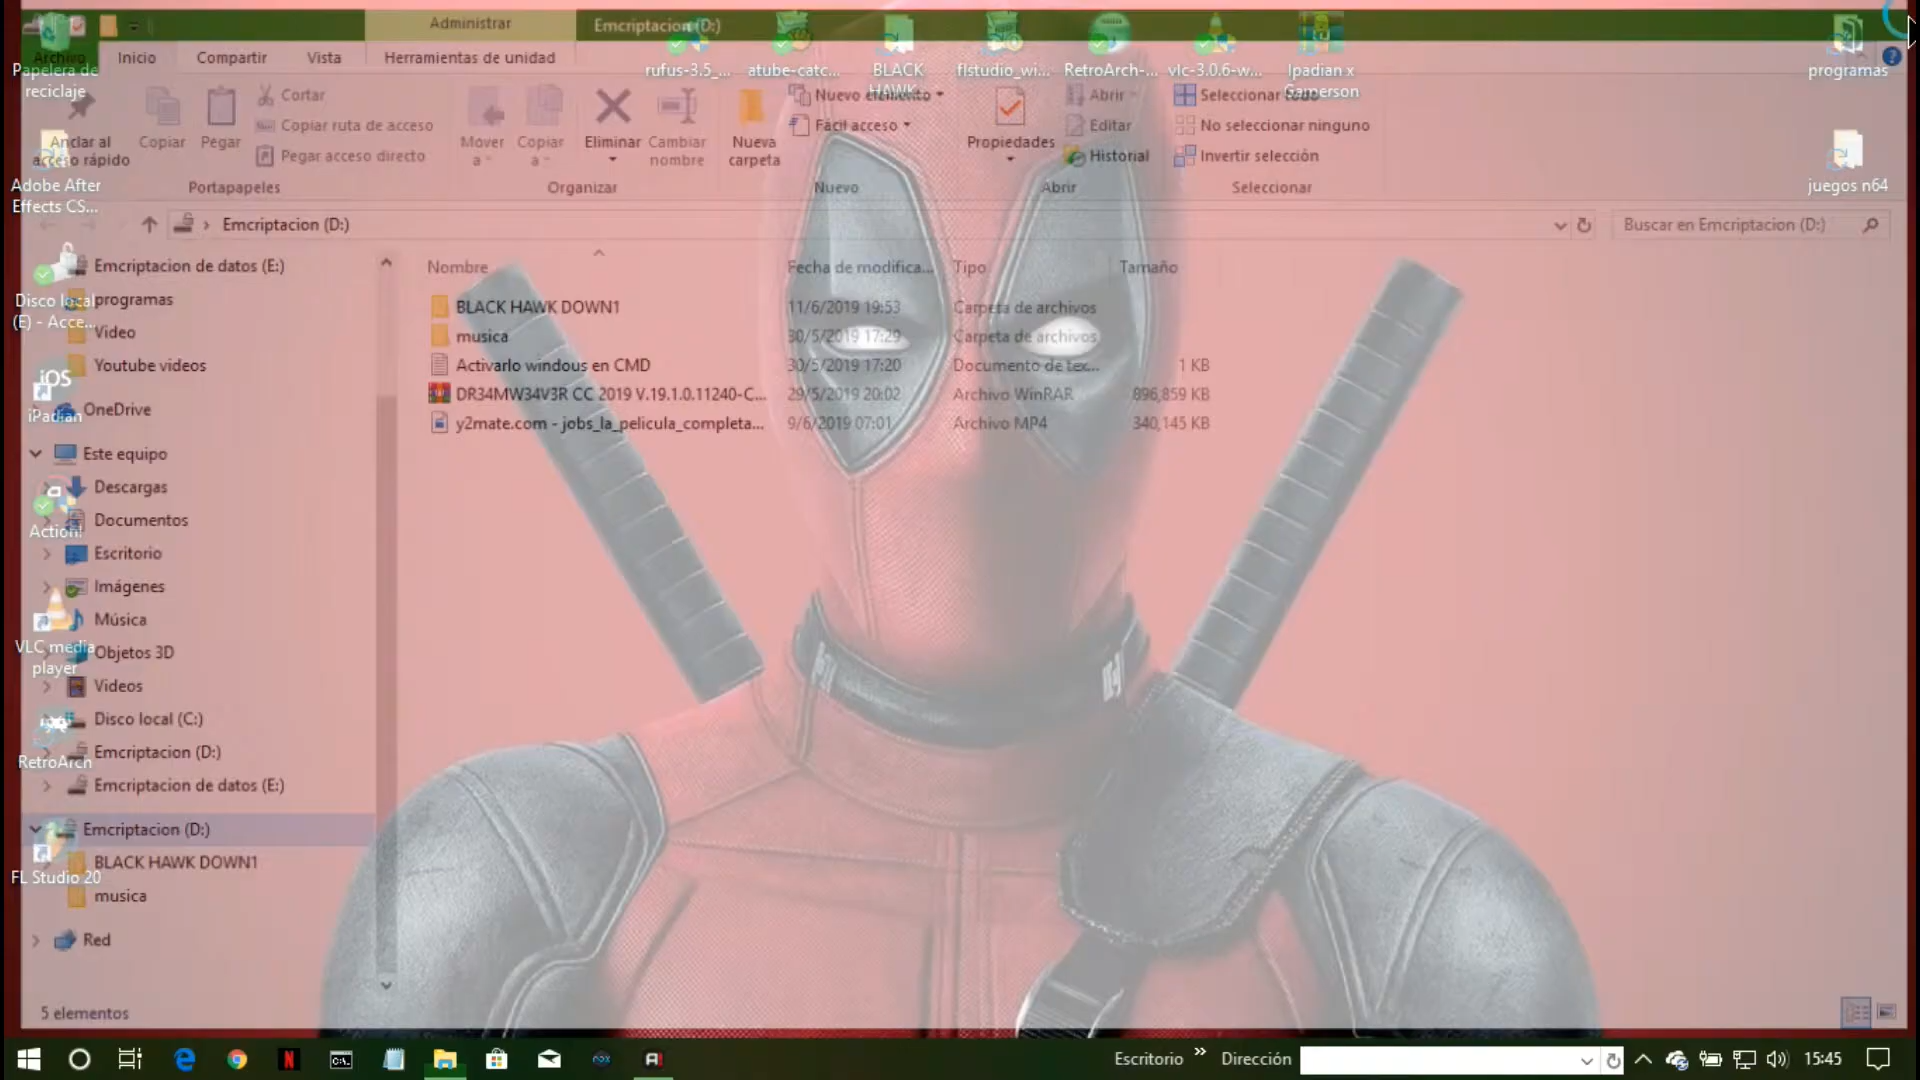 Administrar
Emcriptacion (D:)
Archivo
Inicio
Compartir
Vista
Herramientas de unidad
Papelera de reciclaje
rufus-3.5_...
atube-catc...
BLACK HAWK
flstudio_wi...
RetroArch-...
vlc-3.0.6-w...
Ipadian x Gamerson
programas
Anclar al acceso rápido
Copiar
Pegar
Cortar
Copiar ruta de acceso
Pegar acceso directo
Portapapeles
Mover a
Copiar a
Eliminar
Cambiar nombre
Organizar
Nueva carpeta
Nuevo elemento
Fácil acceso
Nuevo
Propiedades
Abrir
Editar
Historial
Abrir
Seleccionar todo
No seleccionar ninguno
Invertir selección
Seleccionar
juegos n64
Adobe After Effects CS...
Emcriptacion (D:)
Buscar en Emcriptacion (D:)
Emcriptacion de datos (E:)
Disco local (E) - Acce...
programas
Video
Youtube videos
iOS
iPadian
OneDrive
Este equipo
Descargas
Documentos
Action!
Escritorio
Imágenes
Música
VLC media player
Objetos 3D
Videos
Disco local (C:)
Emcriptacion (D:)
RetroArch
Emcriptacion de datos (E:)
Emcriptacion (D:)
BLACK HAWK DOWN1
FL Studio 20
musica
Red
Nombre
Fecha de modifica...
Tipo
Tamaño
BLACK HAWK DOWN1 11/6/2019 19:53 Carpeta de archivos
musica 30/5/2019 17:29 Carpeta de archivos
Activarlo windous en CMD 30/5/2019 17:20 Documento de tex... 1 KB
DR34MW34V3R CC 2019 V.19.1.0.11240-C... 29/5/2019 20:02 Archivo WinRAR 896,859 KB
y2mate.com - jobs_la_pelicula_completa... 9/6/2019 07:01 Archivo MP4 340,145 KB
5 elementos
Escritorio
Dirección
15:45